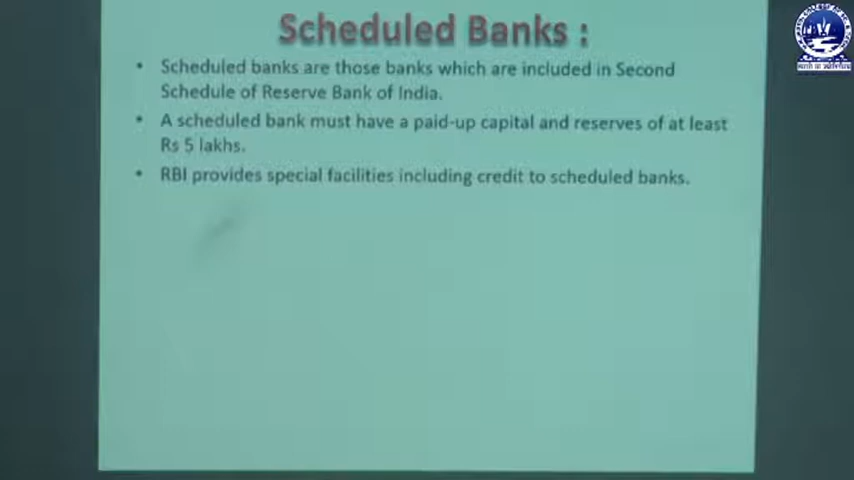 Scheduled Banks :
• Scheduled banks are those banks which are included in Second
Schedule of Reserve Bank of India.
• A scheduled bank must have a paid-up capital and reserves of at least
Rs 5 lakhs.
• RBI provides special facilities including credit to scheduled banks.